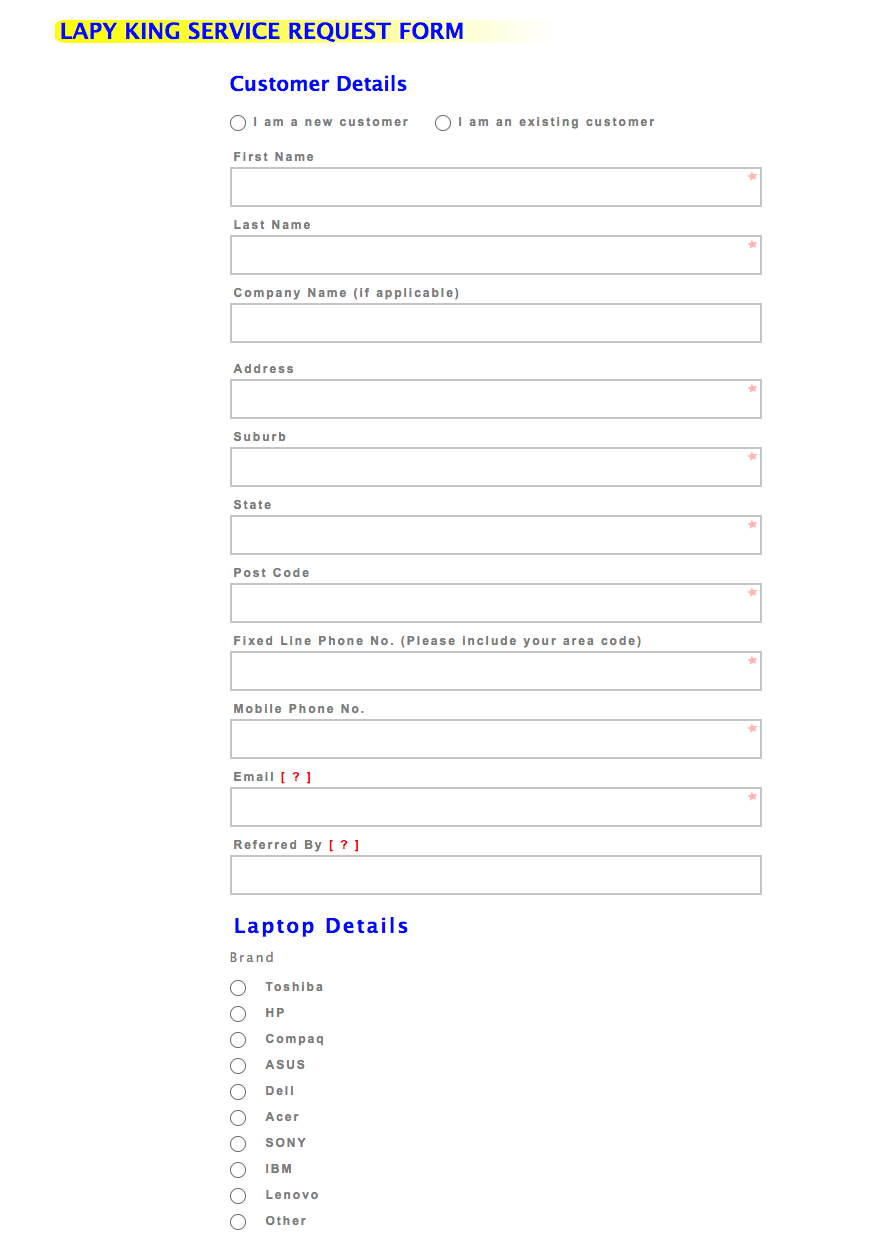 LAPY KING SERVICE REQUEST FORM
Customer Details
I am a new customer I am an existing customer
First Name
Last Name
Company Name (if applicable)
Address
Suburb
State
Post Code
Fixed Line Phone No. (Please include your area code)
Mobile Phone No.
Email [ ? ]
Referred By [ ? ]
Laptop Details
Brand
Toshiba
HP
Compaq
ASUS
Dell
Acer
SONY
IBM
Lenovo
Other